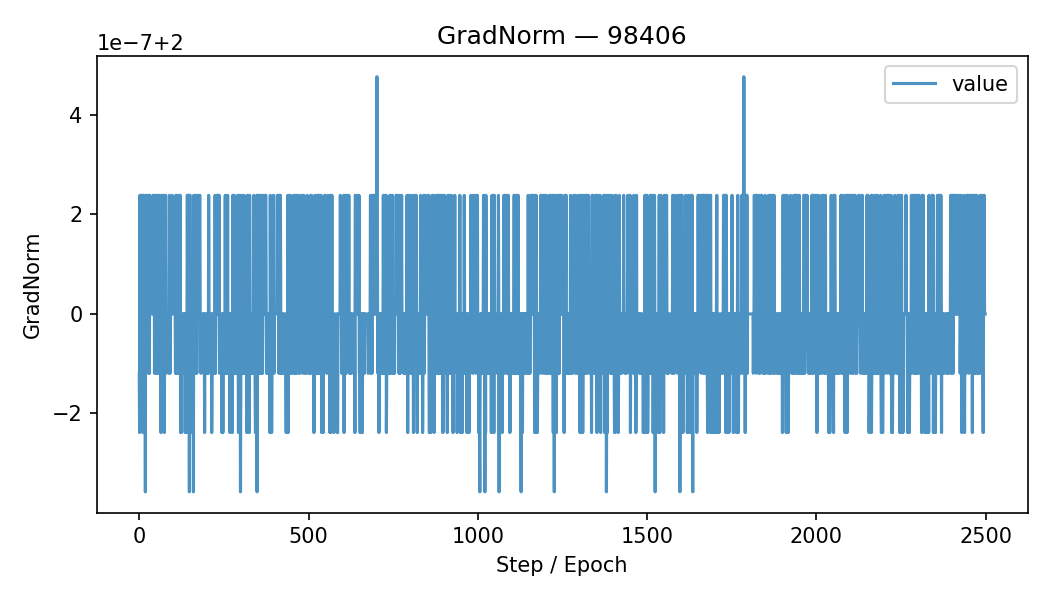 GradNorm — 98406
1e−7+2
value
4
2
0
−2
GradNorm
0 500 1000 1500 2000 2500
Step / Epoch